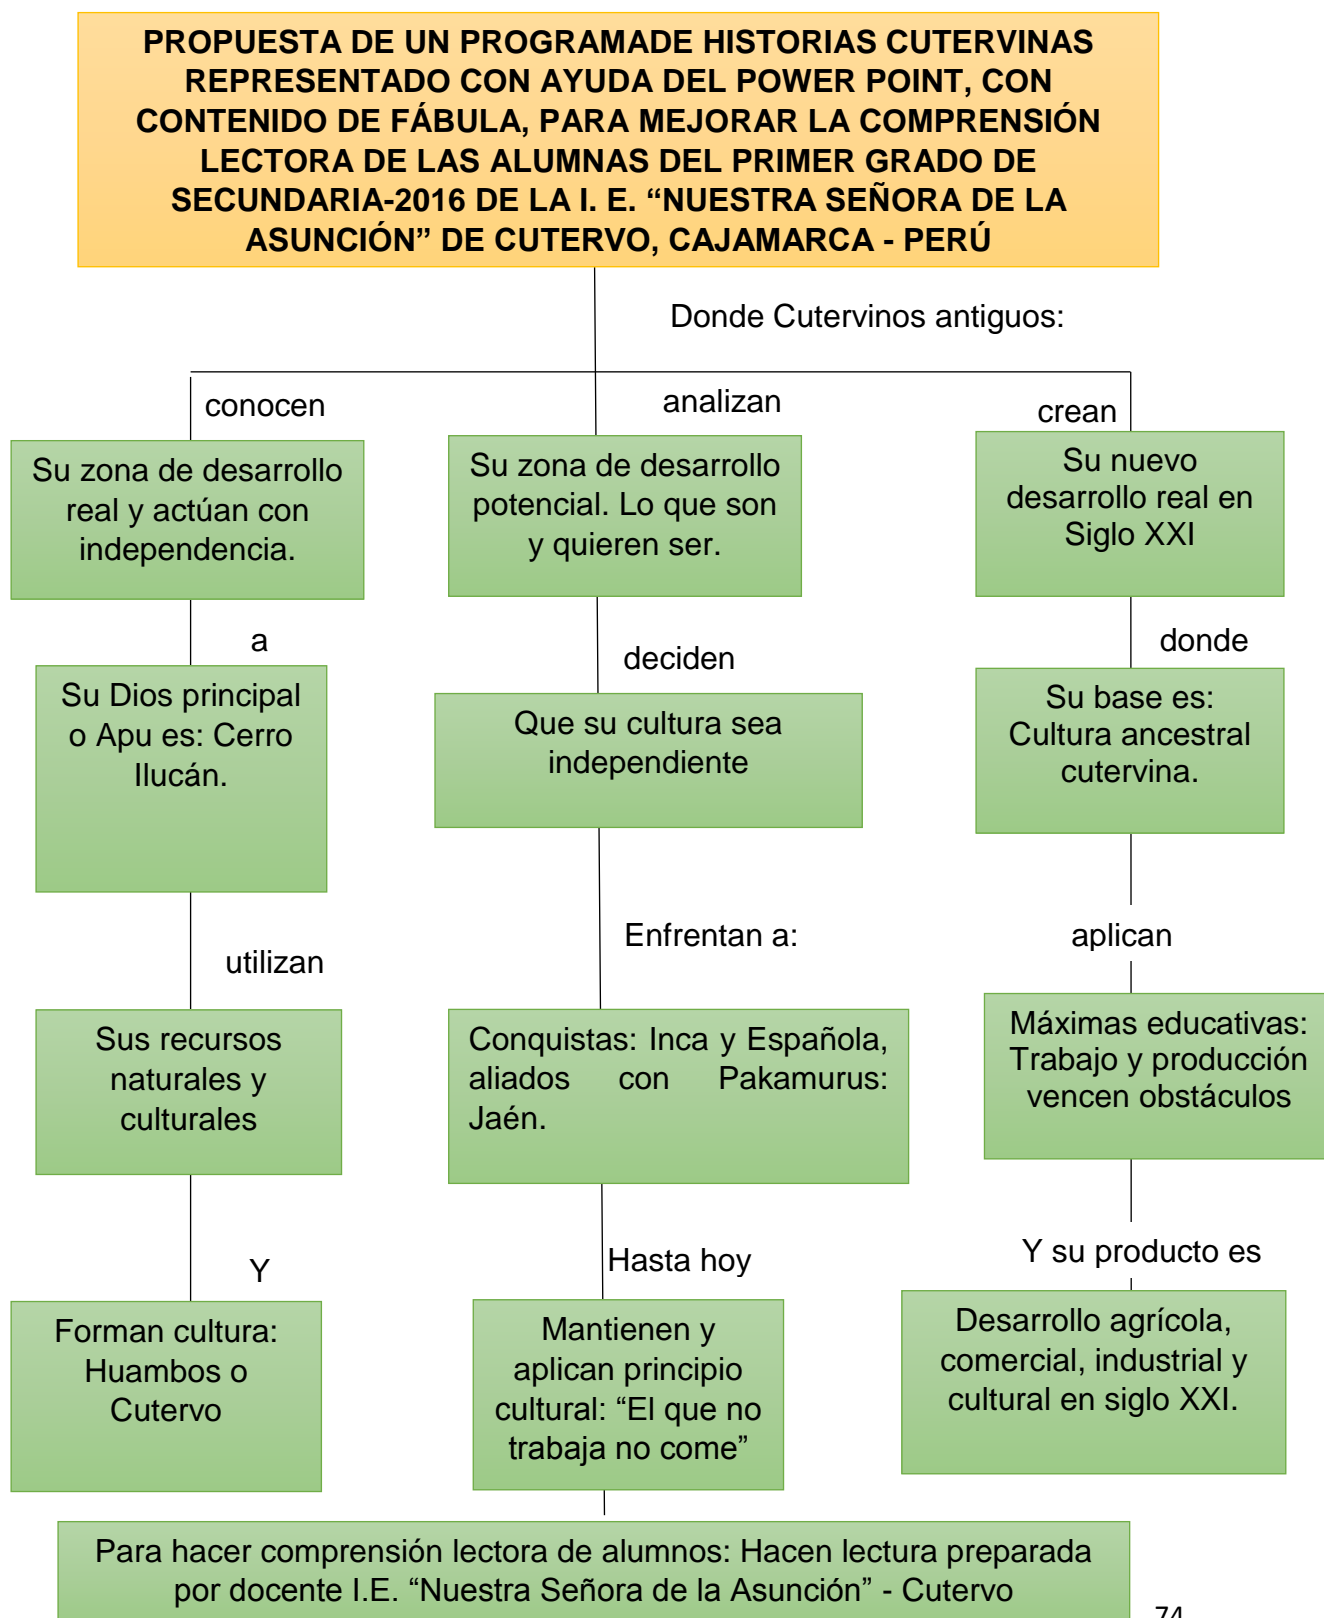 PROPUESTA DE UN PROGRAMADE HISTORIAS CUTERVINAS
REPRESENTADO CON AYUDA DEL POWER POINT, CON
CONTENIDO DE FÁBULA, PARA MEJORAR LA COMPRENSIÓN
LECTORA DE LAS ALUMNAS DEL PRIMER GRADO DE
SECUNDARIA-2016 DE LA I. E. “NUESTRA SEÑORA DE LA
ASUNCIÓN” DE CUTERVO, CAJAMARCA - PERÚ
Donde Cutervinos antiguos:
conocen
analizan
crean
Su zona de desarrollo
real y actúan con
independencia.
Su zona de desarrollo
potencial. Lo que son
y quieren ser.
Su nuevo
desarrollo real en
Siglo XXI
a
deciden
donde
Su Dios principal
o Apu es: Cerro
Ilucán.
Que su cultura sea
independiente
Su base es:
Cultura ancestral
cutervina.
utilizan
Enfrentan a:
aplican
Sus recursos
naturales y
culturales
Conquistas: Inca y Española,
aliados con Pakamurus:
Jaén.
Máximas educativas:
Trabajo y producción
vencen obstáculos
Y
Hasta hoy
Y su producto es
Forman cultura:
Huambos o
Cutervo
Mantienen y
aplican principio
cultural: “El que no
trabaja no come”
Desarrollo agrícola,
comercial, industrial y
cultural en siglo XXI.
Para hacer comprensión lectora de alumnos: Hacen lectura preparada
por docente I.E. “Nuestra Señora de la Asunción” - Cutervo
74